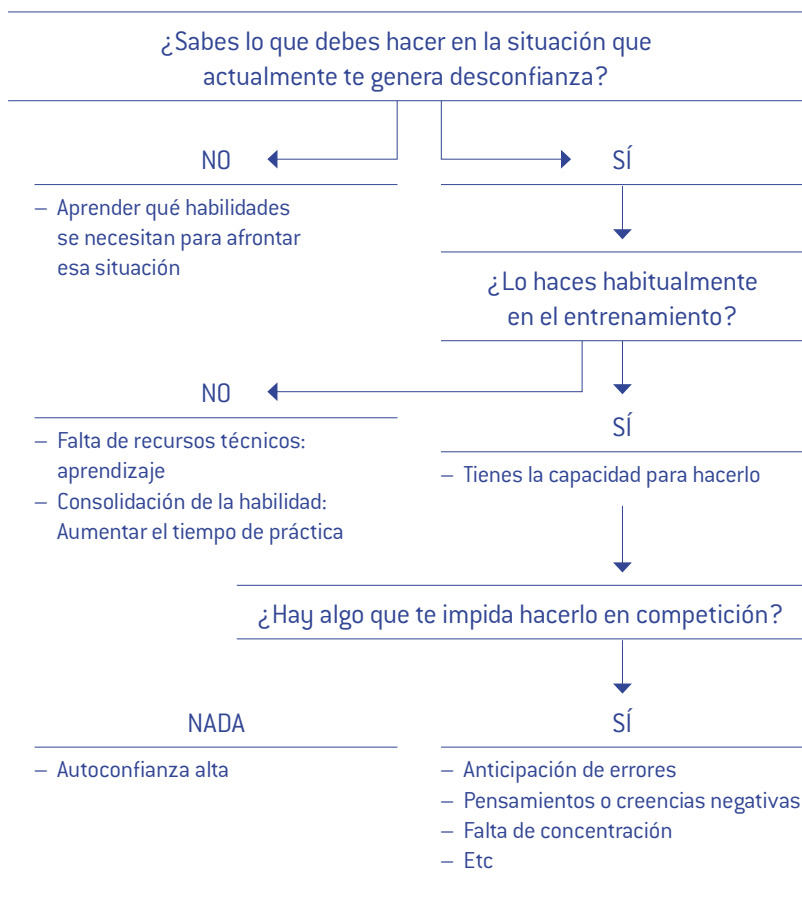 ¿Sabes lo que debes hacer en la situación que
actualmente te genera desconfianza?
NO
SÍ
– Aprender qué habilidades
se necesitan para afrontar
esa situación
¿Lo haces habitualmente
en el entrenamiento?
NO
SÍ
– Falta de recursos técnicos:
aprendizaje
– Consolidación de la habilidad:
Aumentar el tiempo de práctica
– Tienes la capacidad para hacerlo
¿Hay algo que te impida hacerlo en competición?
NADA
SÍ
– Autoconfianza alta
– Anticipación de errores
– Pensamientos o creencias negativas
– Falta de concentración
– Etc